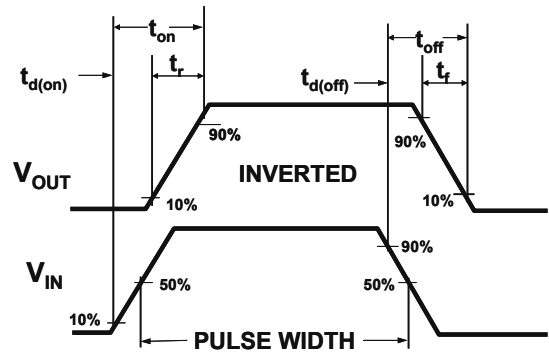 t_on
t_off
t_d(on)
t_r
t_d(off)
t_f
90%
90%
V_OUT
INVERTED
10%
10%
90%
V_IN
50%
50%
10%
PULSE WIDTH